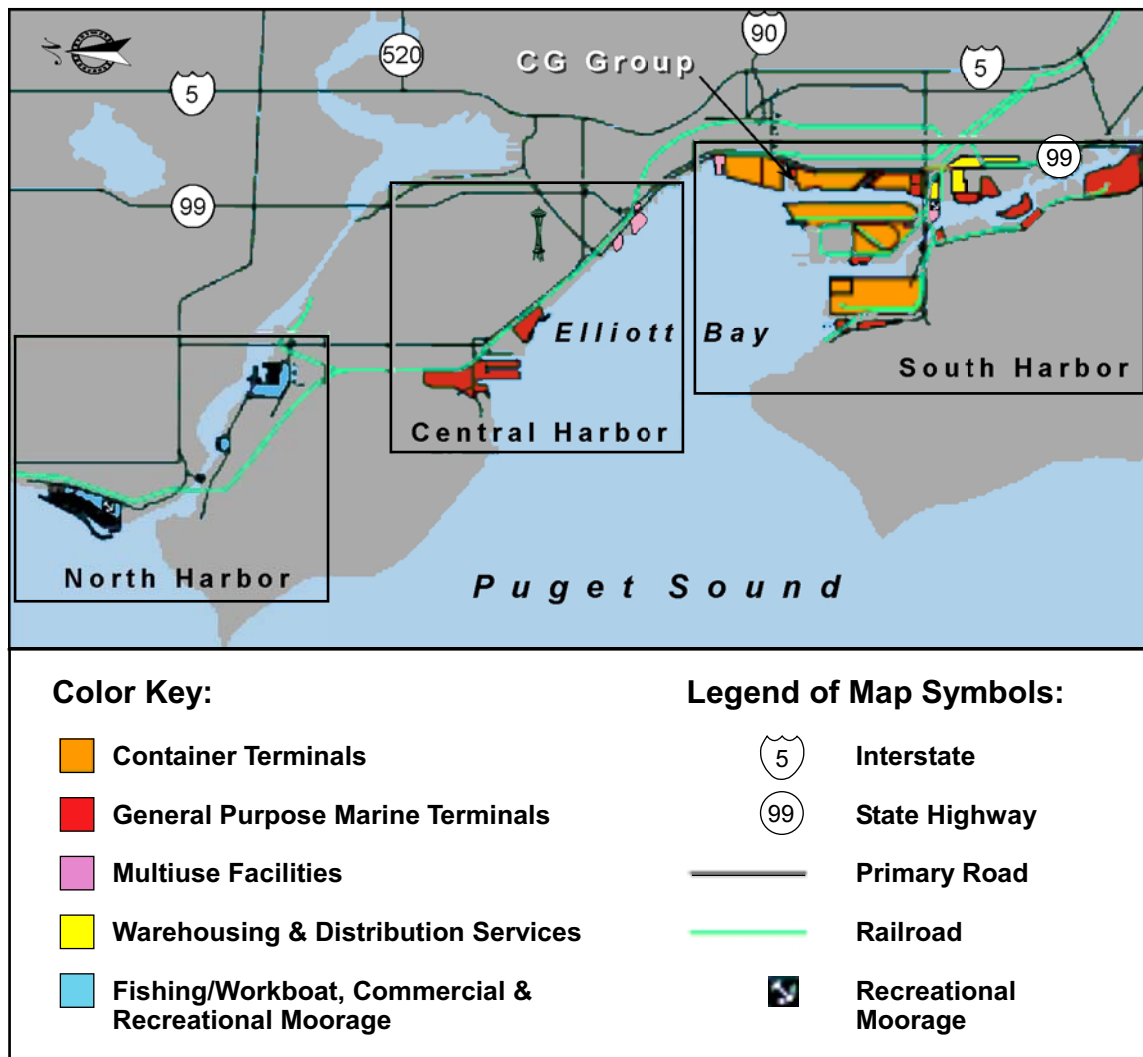 N
520
90
CG Group
5
5
99
99
Elliott Bay
South Harbor
Central Harbor
North Harbor
Puget Sound
Color Key:
Container Terminals
General Purpose Marine Terminals
Multiuse Facilities
Warehousing & Distribution Services
Fishing/Workboat, Commercial &
Recreational Moorage
Legend of Map Symbols:
5
Interstate
99
State Highway
Primary Road
Railroad
Recreational
Moorage